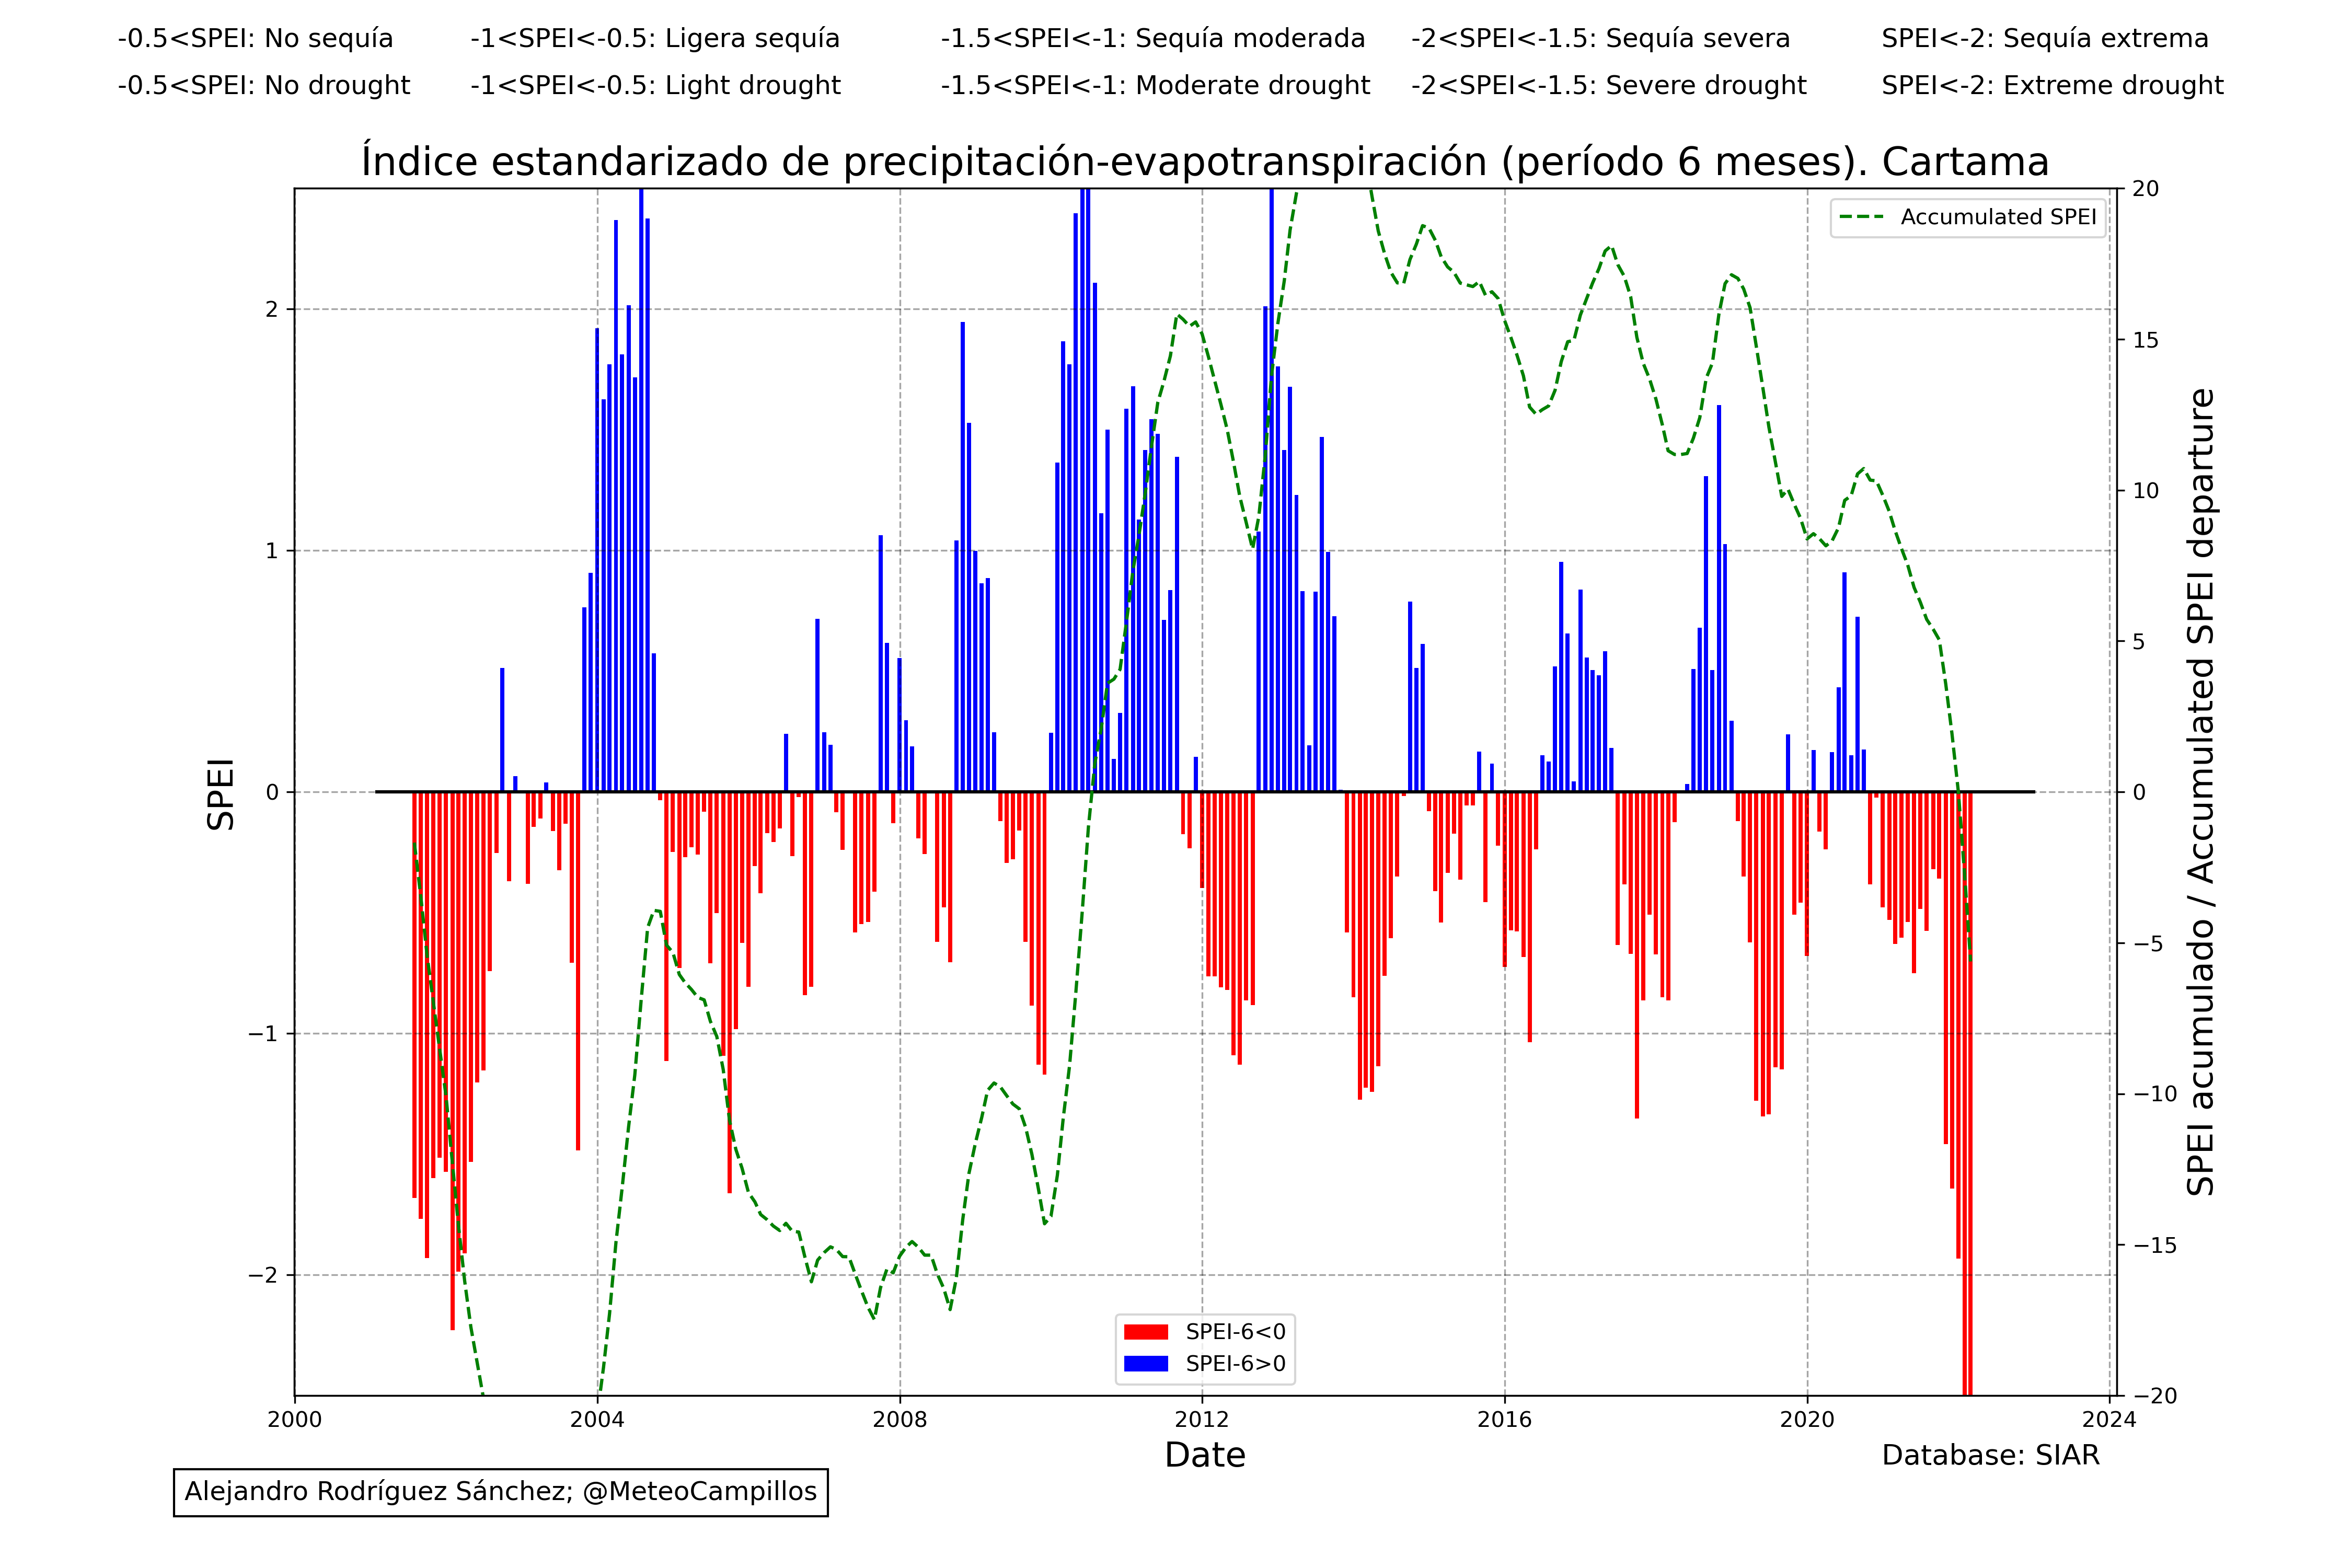 -0.5<SPEI: No sequía -1<SPEI<-0.5: Ligera sequía -1.5<SPEI<-1: Sequía moderada -2<SPEI<-1.5: Sequía severa SPEI<-2: Sequía extrema
-0.5<SPEI: No drought -1<SPEI<-0.5: Light drought -1.5<SPEI<-1: Moderate drought -2<SPEI<-1.5: Severe drought SPEI<-2: Extreme drought
Índice estandarizado de precipitación-evapotranspiración (período 6 meses). Cartama
Accumulated SPEI
SPEI
2
1
0
−1
−2
20
15
10
5
0
−5
−10
−15
−20
SPEI acumulado / Accumulated SPEI departure
SPEI-6<0
SPEI-6>0
2000 2004 2008 2012 2016 2020 2024
Date
Database: SIAR
Alejandro Rodríguez Sánchez; @MeteoCampillos